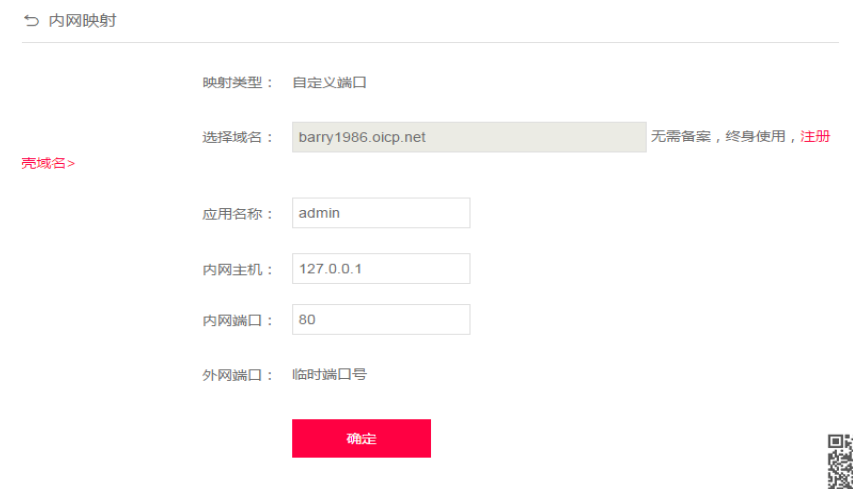 内网映射
映射类型： 自定义端口
选择域名： barry1986.oicp.net 无需备案，终身使用，注册
壳域名>
应用名称： admin
内网主机： 127.0.0.1
内网端口： 80
外网端口： 临时端口号
确定